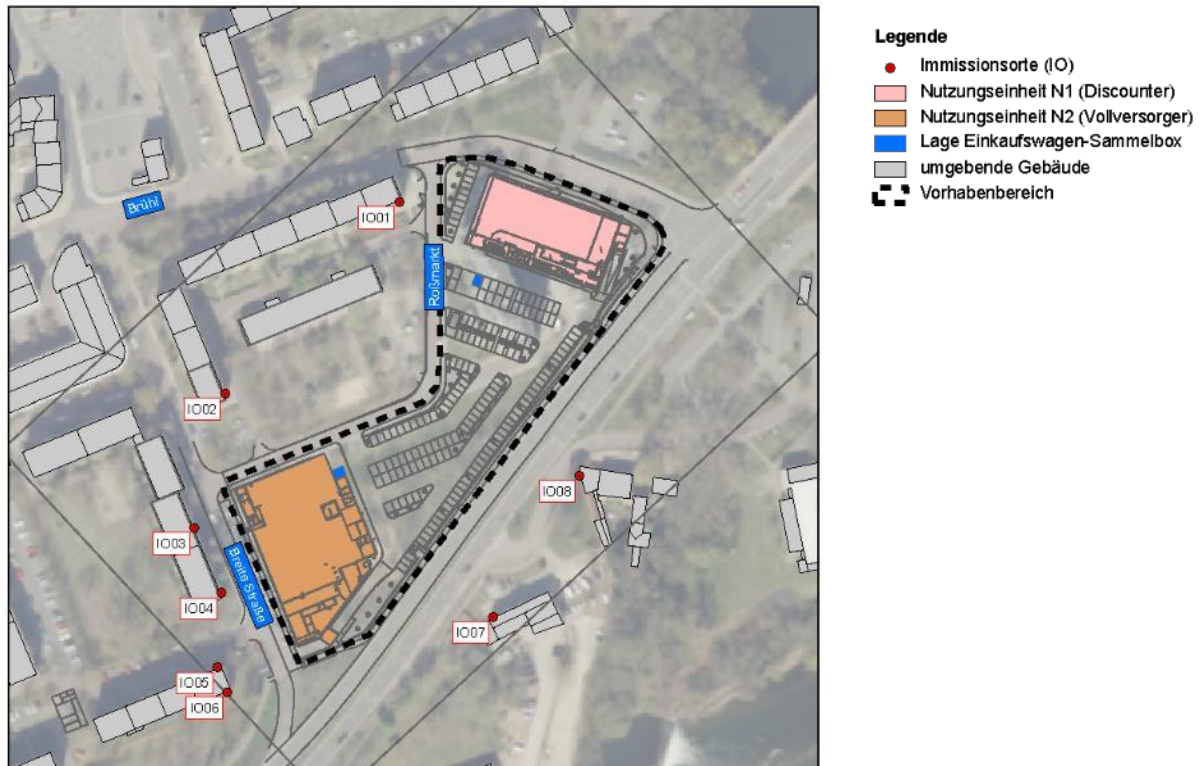 Legende
Immissionsorte (IO)
Nutzungseinheit N1 (Discounter)
Nutzungseinheit N2 (Vollversorger)
Lage Einkaufswagen-Sammelbox
umgebende Gebäude
Vorhabenbereich
Brühl
IO01
Roßmarkt
IO02
IO08
IO03
Breite Straße
IO04
IO07
IO05
IO06